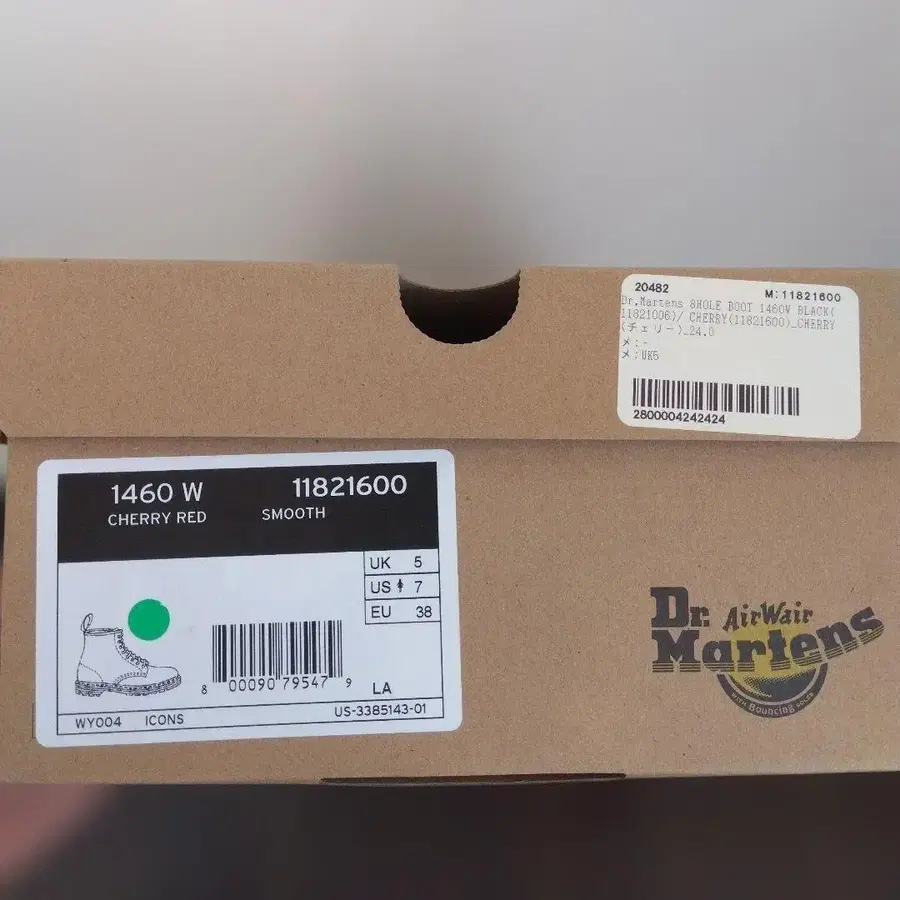 20482 M:11821600
Dr.Martens 8HOLE BOOT 1460W BLACK(
11821006)/ CHERRY(11821600)_CHERRY
(チェリー)_24.0
メ:-
メ:UK5
2800004242424
1460 W 11821600
CHERRY RED SMOOTH
UK 5
US 7
EU 38
8 00090 79547 9
LA
WY004 ICONS US-3385143-01
Dr. AirWair
Martens
WITH Bouncing SOLES